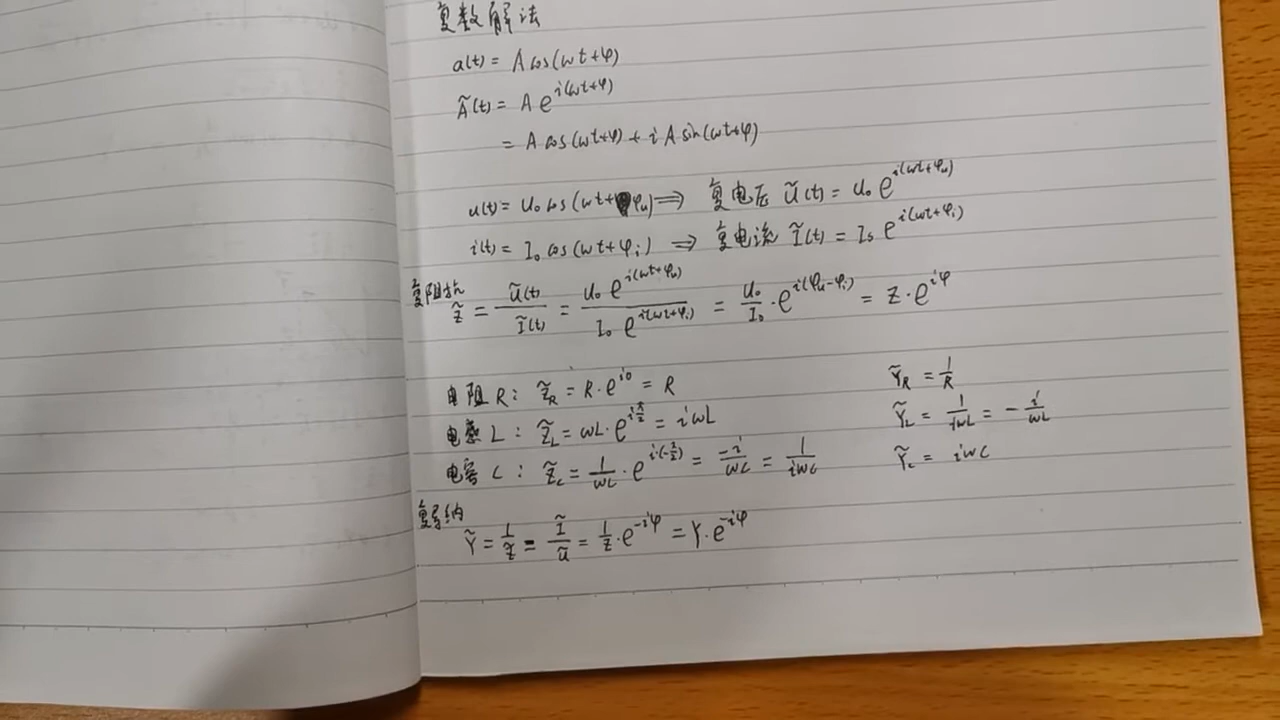 复数解法
a(t) = A cos(ωt+φ)
Ã(t) = A e^{i(ωt+φ)}
= A cos(ωt+φ) + i A sin(ωt+φ)
u(t) = U₀ cos(ωt+φᵤ) ⟹ 复电压 ũ(t) = U₀ e^{i(ωt+φᵤ)}
i(t) = I₀ cos(ωt+φᵢ) ⟹ 复电流 Ĩ(t) = I₀ e^{i(ωt+φᵢ)}
复阻抗
Z̃ = Ũ(t)/Ĩ(t) = U₀ e^{i(ωt+φᵤ)}/I₀ e^{i(ωt+φᵢ)} = U₀/I₀ · e^{i(φᵤ-φᵢ)} = Z · e^{iφ}
电阻 R: Z̃_R = R · e^{i0} = R Ỹ_R = 1/R
电感 L: Z̃_L = ωL · e^{iπ/2} = iωL Ỹ_L = 1/iωL = - i/ωL
电容 C: Z̃_C = 1/ωC · e^{i(-π/2)} = -i/ωC = 1/iωC Ỹ_C = iωC
复导纳
Ỹ = 1/Z̃ = Ĩ/ũ = 1/Z · e^{-iφ} = Y · e^{-iφ}